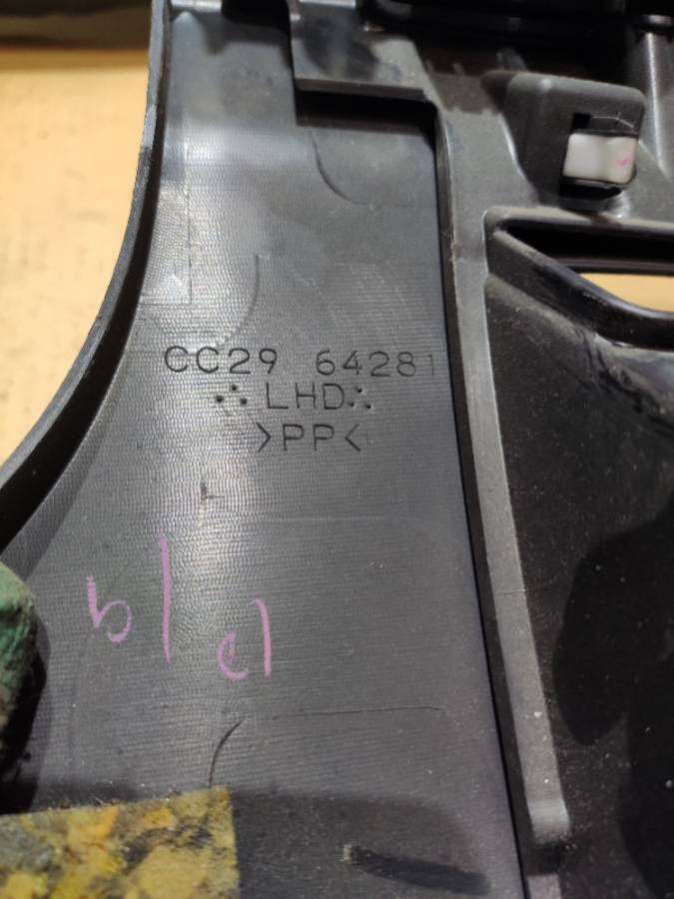 CC29 64281
∴ LHD ∴
>PP<
b/
c/